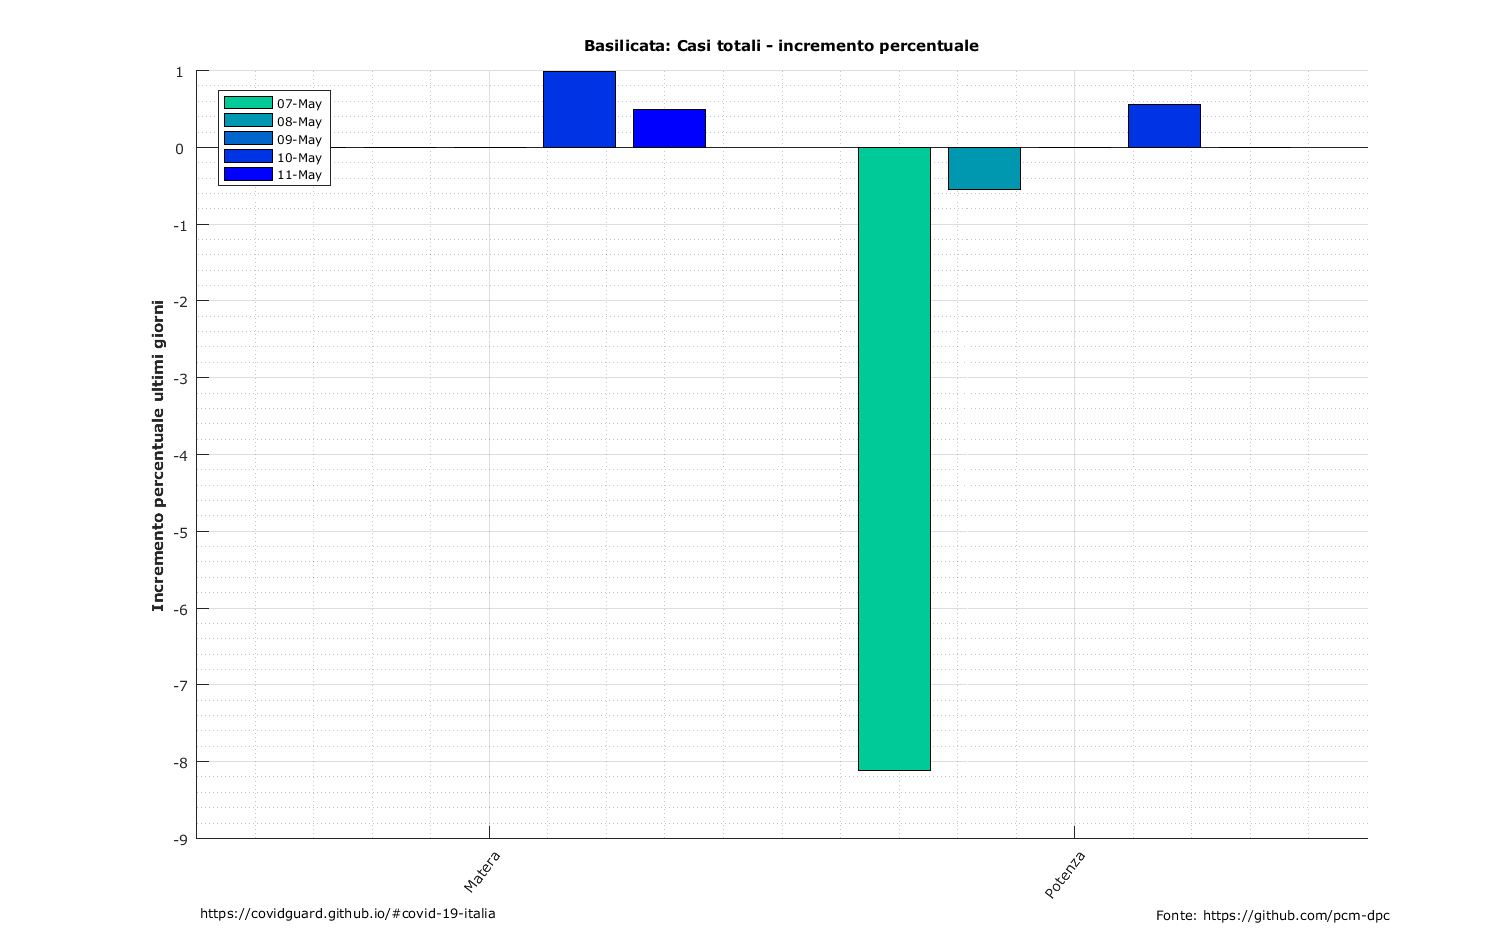 Basilicata: Casi totali - incremento percentuale
1
0
-1
-2
-3
-4
-5
-6
-7
-8
-9
07-May
08-May
09-May
10-May
11-May
Incremento percentuale ultimi giorni
Matera
Potenza
https://covidguard.github.io/#covid-19-italia
Fonte: https://github.com/pcm-dpc